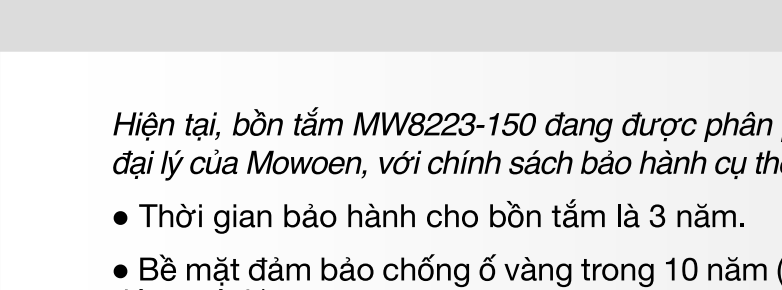 Hiện tại, bồn tắm MW8223-150 đang được phân
đại lý của Mowoen, với chính sách bảo hành cụ
● Thời gian bảo hành cho bồn tắm là 3 năm.
● Bề mặt đảm bảo chống ố vàng trong 10 năm (